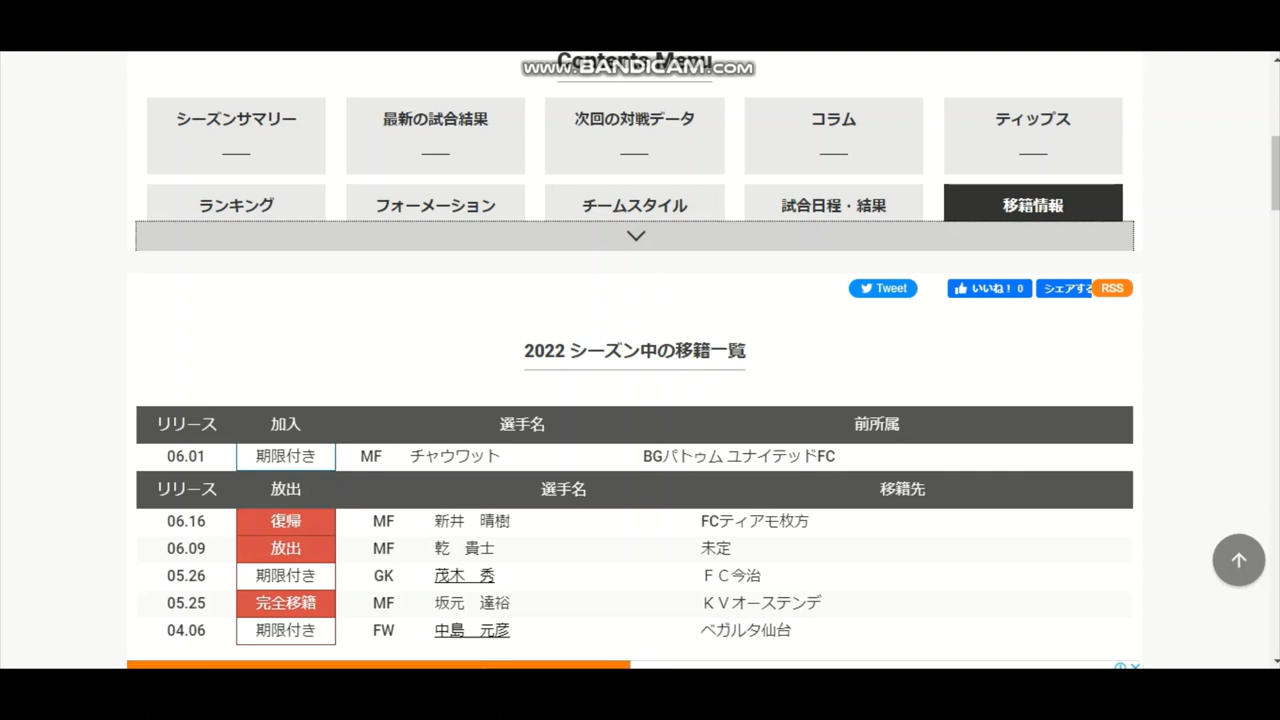 Contents Menu
www.BANDICAM.com
シーズンサマリー 最新の試合結果 次回の対戦データ コラム ティップス
ランキング フォーメーション チームスタイル 試合日程・結果 移籍情報
Tweet いいね！ 0 シェアする RSS
2022 シーズン中の移籍一覧
リリース 加入 選手名 前所属
06.01 期限付き MF チャウワット BGパトゥム ユナイテッドFC
リリース 放出 選手名 移籍先
06.16 復帰 MF 新井　晴樹 FCティアモ枚方
06.09 放出 MF 乾　貴士 未定
05.26 期限付き GK 茂木　秀 ＦＣ今治
05.25 完全移籍 MF 坂元　達裕 ＫＶオーステンデ
04.06 期限付き FW 中島　元彦 ベガルタ仙台